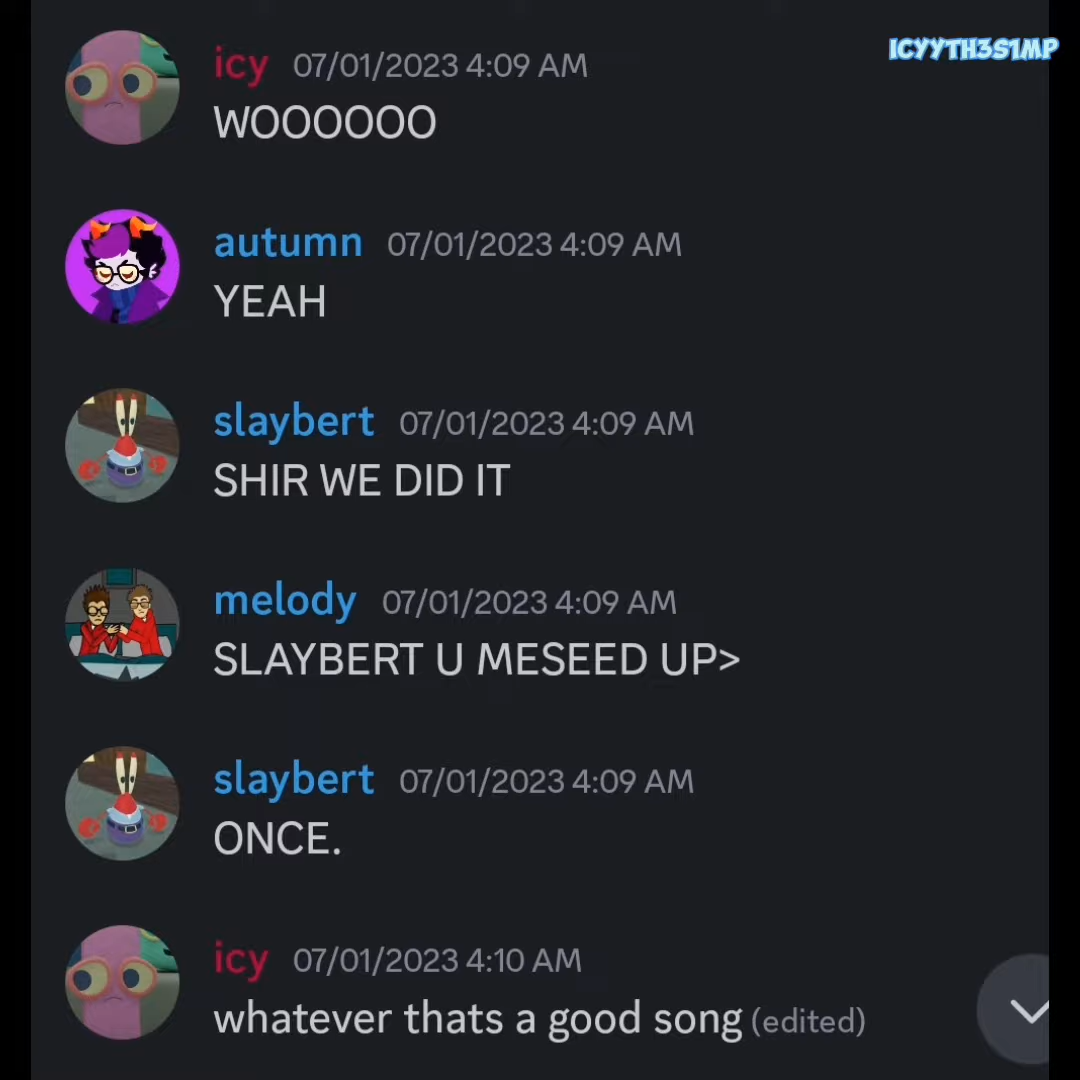 ICYYTH3S1MP
icy 07/01/2023 4:09 AM
WOOOOOO
autumn 07/01/2023 4:09 AM
YEAH
slaybert 07/01/2023 4:09 AM
SHIR WE DID IT
melody 07/01/2023 4:09 AM
SLAYBERT U MESEED UP>
slaybert 07/01/2023 4:09 AM
ONCE.
icy 07/01/2023 4:10 AM
whatever thats a good song (edited)